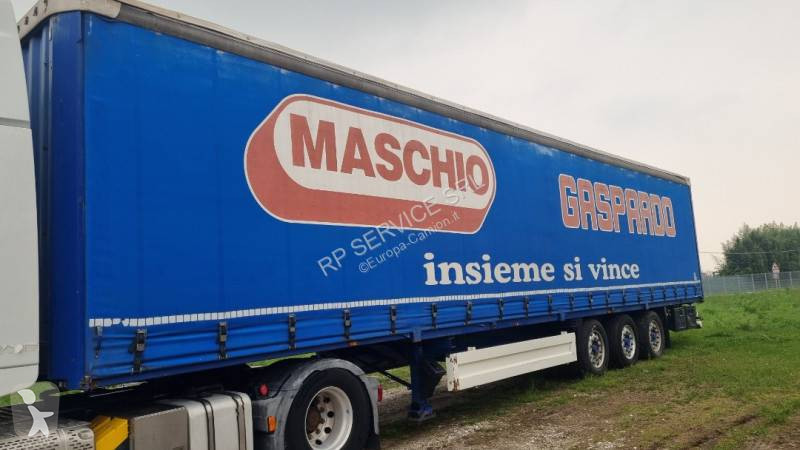 MASCHIO
GASPARDO
insieme si vince
RP SERVICE SRL
©Europa-Camion.it